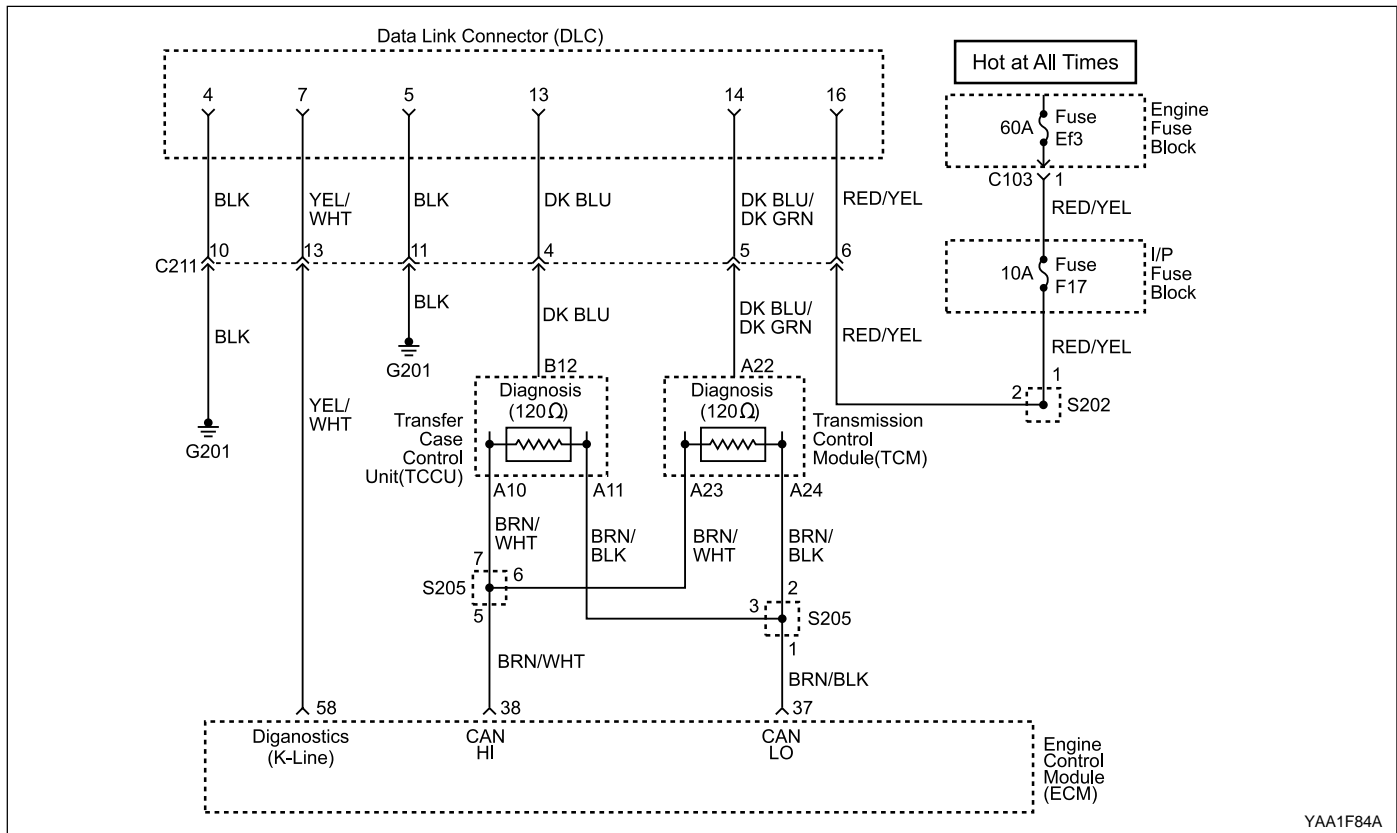 Data Link Connector (DLC)
Hot at All Times
4 7 5 13 14 16
60A
Fuse
Ef3
Engine
Fuse
Block
C103 1
BLK
YEL/
WHT
BLK
DK BLU
DK BLU/
DK GRN
RED/YEL
RED/YEL
C211
10 13 11 4 5 6
10A
Fuse
F17
I/P
Fuse
Block
BLK
BLK
DK BLU
DK BLU/
DK GRN
RED/YEL
RED/YEL
G201
B12
A22
1
2
S202
YEL/
WHT
G201
Transfer
Case
Control
Unit(TCCU)
Diagnosis
(120Ω)
Diagnosis
(120Ω)
Transmission
Control
Module(TCM)
A10 A11 A23 A24
BRN/
WHT
BRN/
BLK
BRN/
WHT
BRN/
BLK
7
6
S205
5
2
3
S205
1
BRN/WHT
BRN/BLK
58 38 37
Diganostics
(K-Line)
CAN
HI
CAN
LO
Engine
Control
Module
(ECM)
YAA1F84A